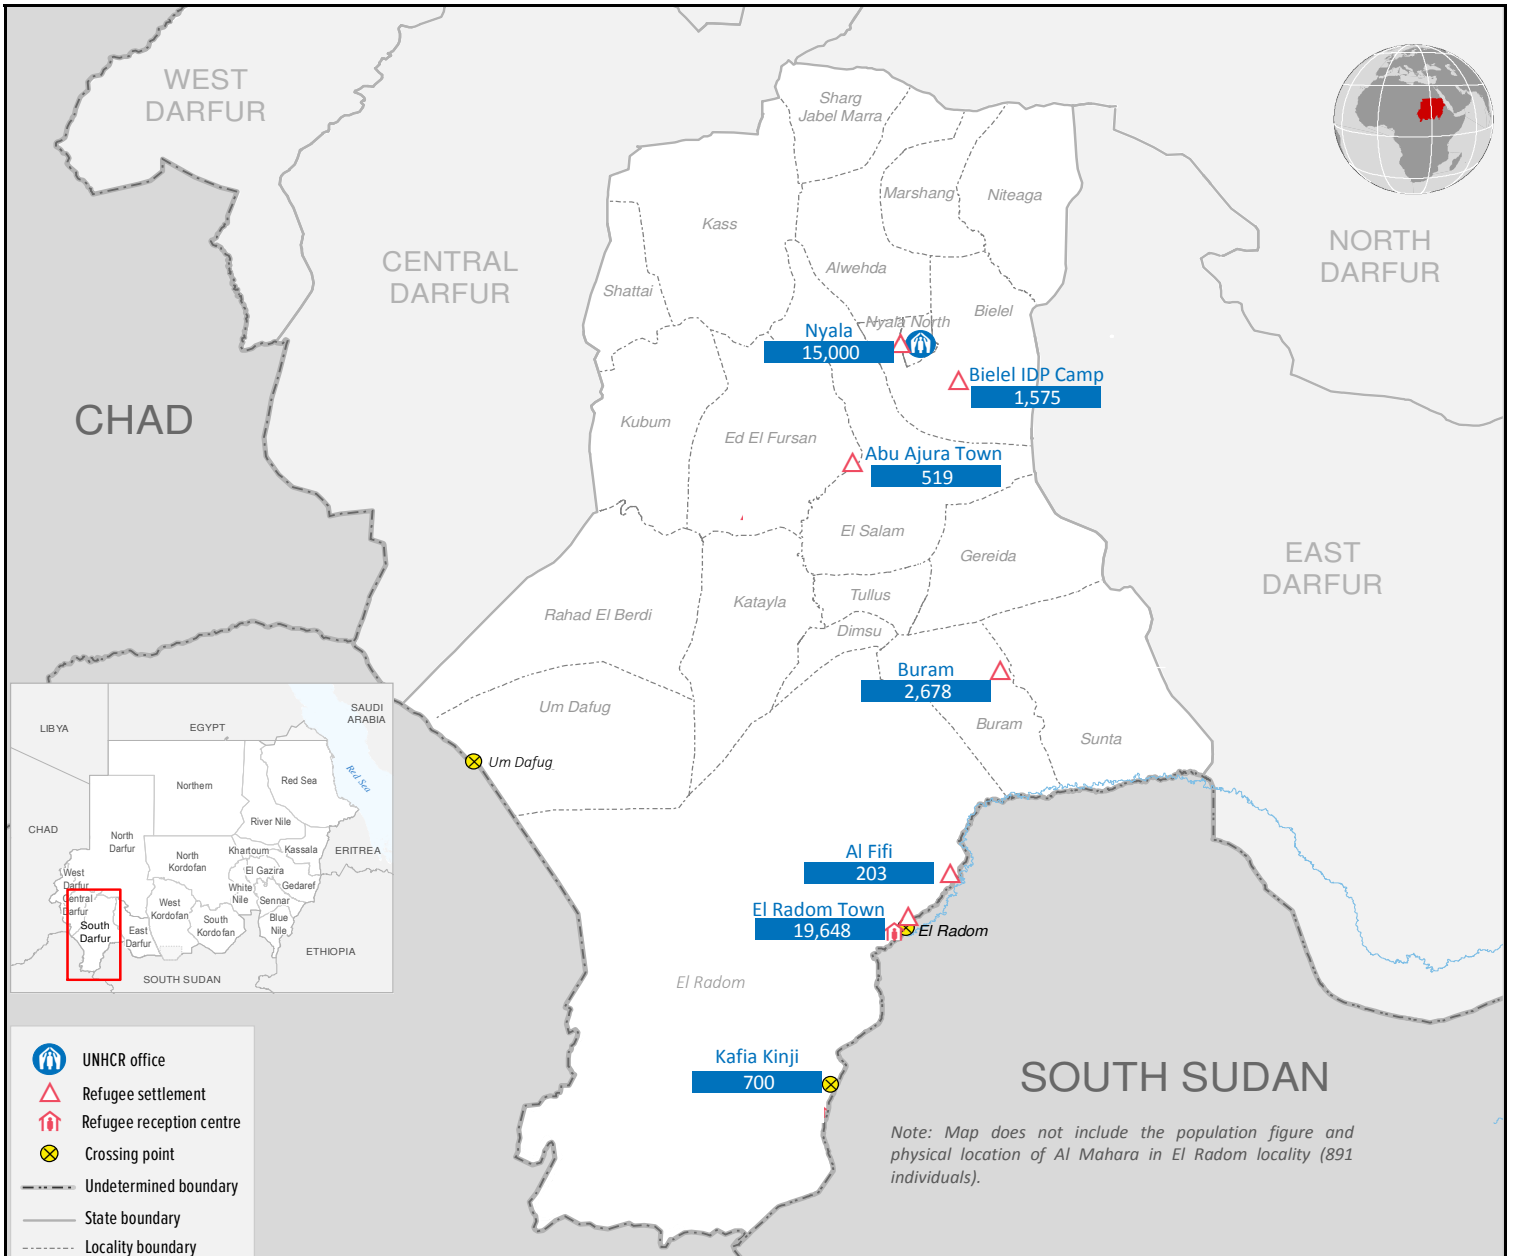 WEST
DARFUR
Sharg
Jabel Marra
Marshang
Niteaga
Kass
CENTRAL
DARFUR
NORTH
DARFUR
Alwehda
Shattai
Bielel
Nyala North
Nyala
15,000
Bielel IDP Camp
1,575
CHAD
Kubum
Ed El Fursan
Abu Ajura Town
519
El Salam
Gereida
EAST
DARFUR
Rahad El Berdi
Katayla
Tullus
Dimsu
Buram
2,678
Um Dafug
Buram
Sunta
Um Dafug
Al Fifi
203
El Radom Town
19,648
El Radom
El Radom
Kafia Kinji
700
SOUTH SUDAN
Note: Map does not include the population figure and
physical location of Al Mahara in El Radom locality (891
individuals).
LIBYA
EGYPT
SAUDI
ARABIA
Red Sea
Northern
Red Sea
River Nile
CHAD
North
Darfur
North
Kordofan
Khartoum
Kassala
ERITREA
El Gazira
West
Darfur
Central
Darfur
White
Nile
Gedaref
Sennar
West
Kordofan
South
Kordofan
Blue
Nile
South
Darfur
East
Darfur
ETHIOPIA
SOUTH SUDAN
UNHCR office
Refugee settlement
Refugee reception centre
Crossing point
Undetermined boundary
State boundary
Locality boundary